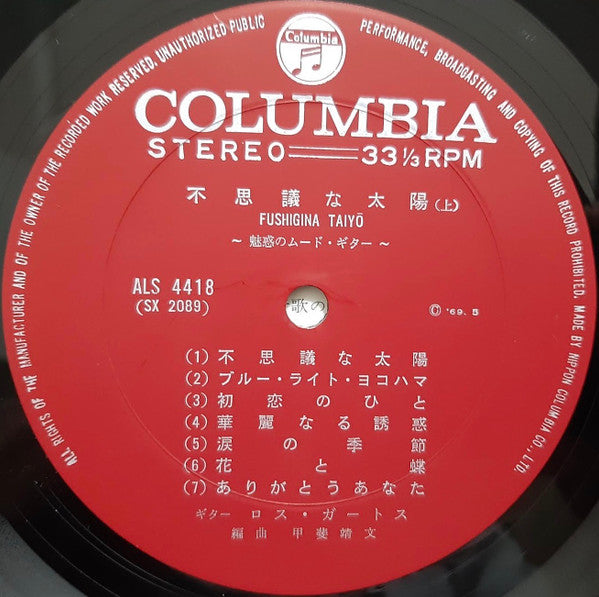 ALL RIGHTS OF THE MANUFACTURER AND OF THE OWNER OF THE RECORDED WORK RESERVED. UNAUTHORIZED PUBLIC PERFORMANCE, BROADCASTING AND COPYING OF THIS RECORD PROHIBITED. MADE BY NIPPON COLUMBIA CO., LTD.
Columbia
COLUMBIA
STEREO 33 1/3 RPM
不思議な太陽(上)
FUSHIGINA TAIYŌ
~ 魅惑のムード・ギター ~
ALS 4418
(SX 2089)
歌の
© '69. 5
(1) 不思議な太陽
(2) ブルー・ライト・ヨコハマ
(3) 初恋のひと
(4) 華麗なる誘惑
(5) 涙の季節
(6) 花と蝶
(7) ありがとうあなた
ギター ロス・ガートス
編曲 甲斐靖文